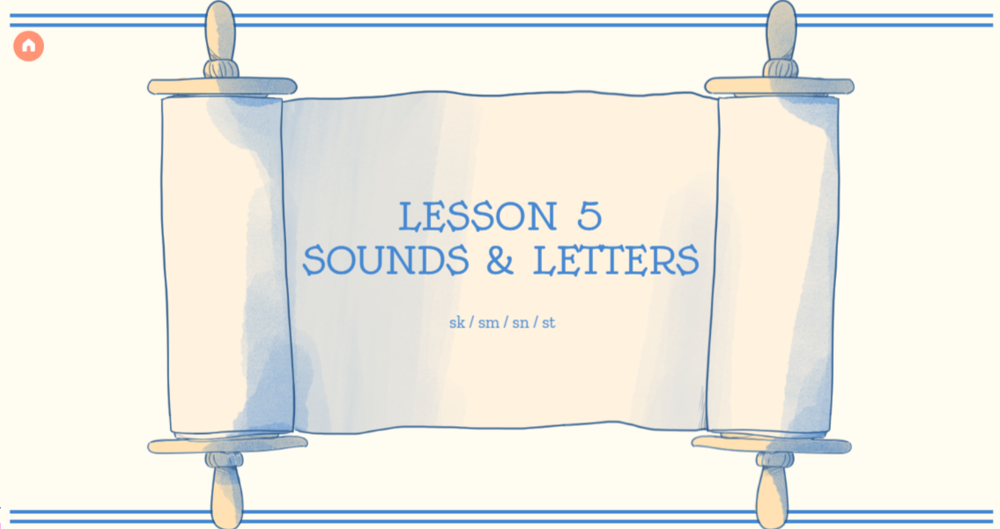 LESSON 5
SOUNDS & LETTERS
sk / sm / sn / st